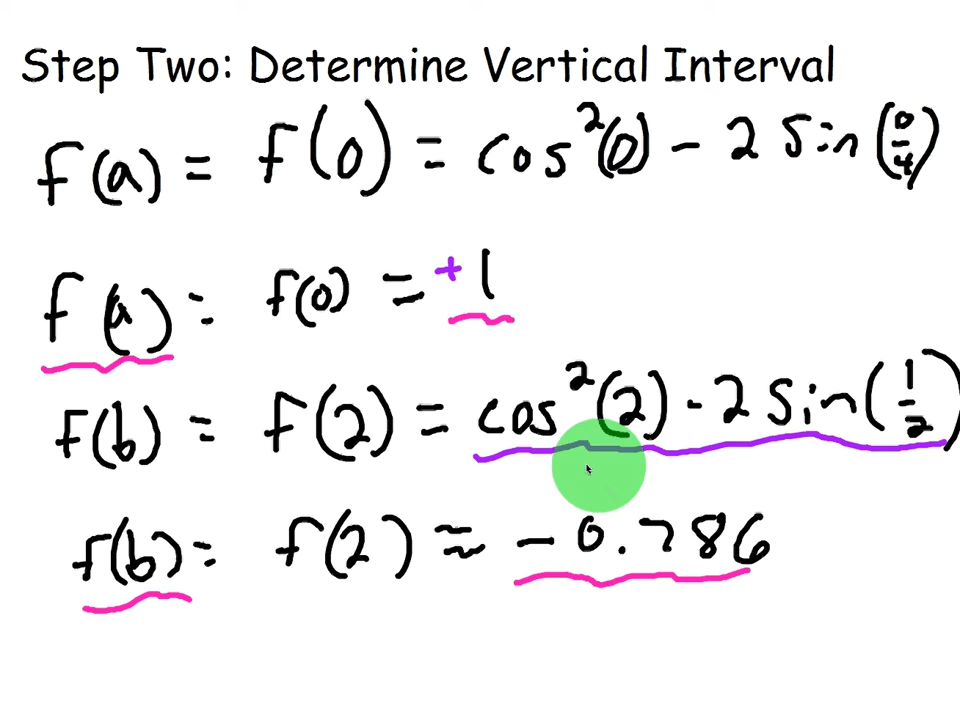 Step Two: Determine Vertical Interval
f(a) = f(0) = cos²(0) - 2 sin(0/4)
f(a) = f(0) = +1
f(b) = f(2) = cos²(2) - 2 sin(1/2)
f(b) = f(2) ≈ -0.786